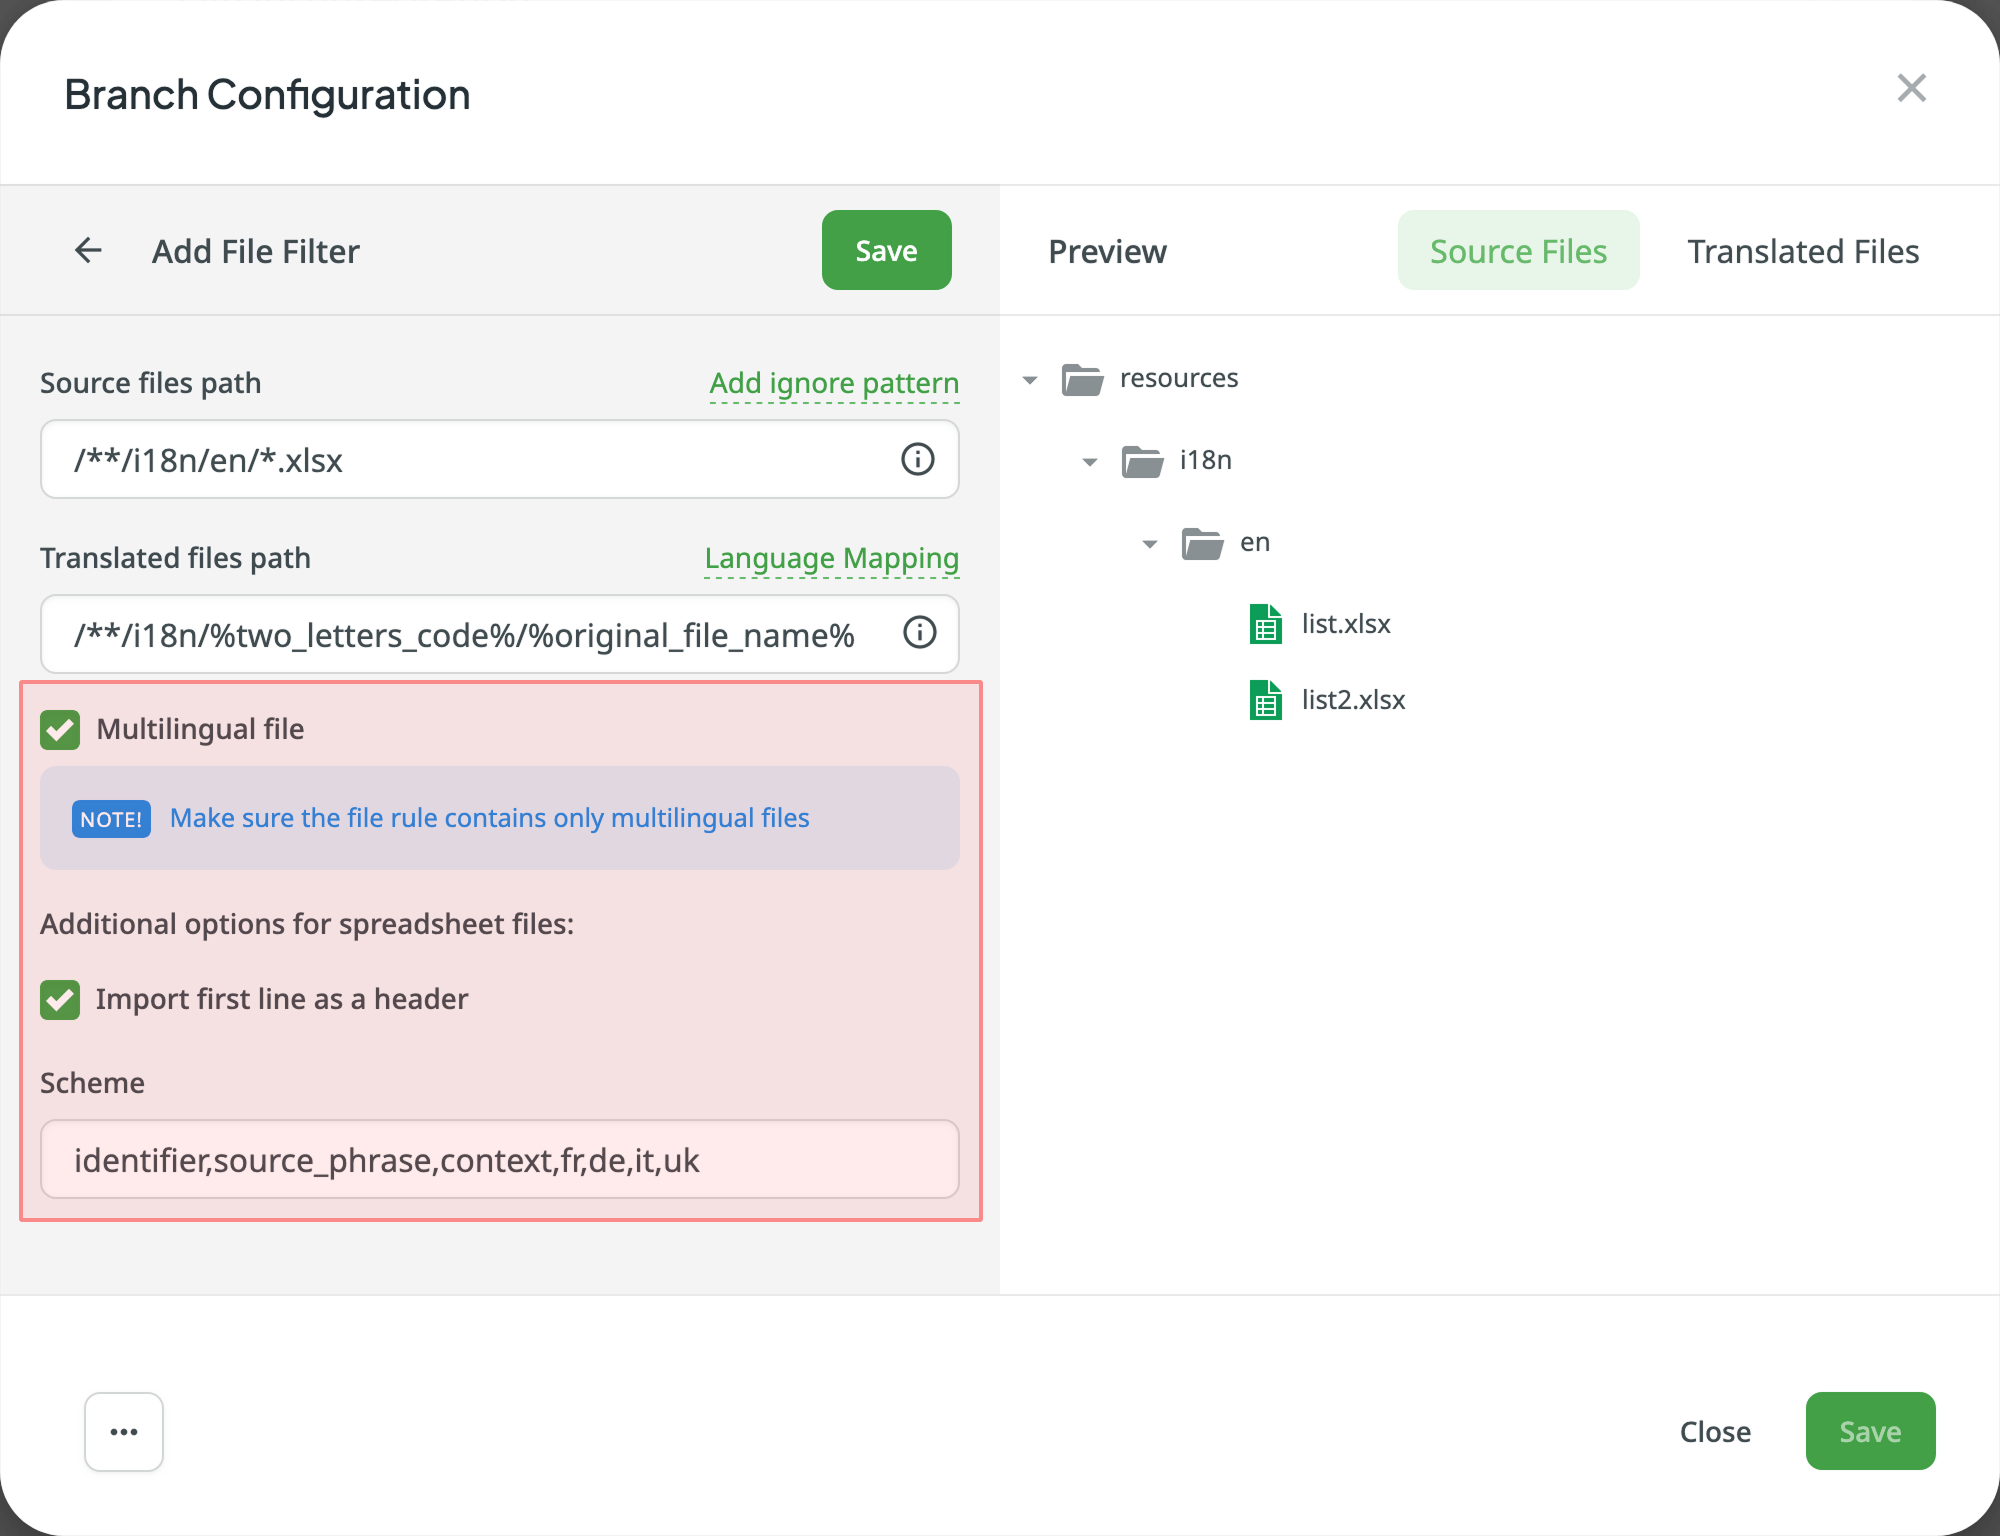 Branch Configuration
Add File Filter
Save
Source files path
Add ignore pattern
/**/i18n/en/*.xlsx
Translated files path
Language Mapping
/**/i18n/%two_letters_code%/%original_file_name%
Multilingual file
NOTE! Make sure the file rule contains only multilingual files
Additional options for spreadsheet files:
Import first line as a header
Scheme
identifier,source_phrase,context,fr,de,it,uk
Preview
Source Files
Translated Files
resources
i18n
en
list.xlsx
list2.xlsx
Close
Save